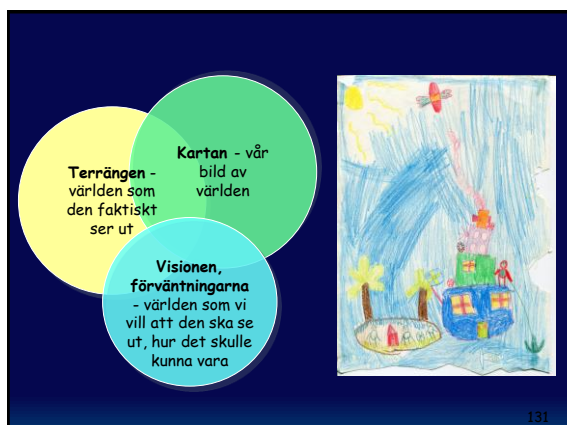 Terrängen -
världen som
den faktiskt
ser ut
Kartan - vår
bild av
världen
Visionen,
förväntningarna
- världen som vi
vill att den ska se
ut, hur det skulle
kunna vara
131